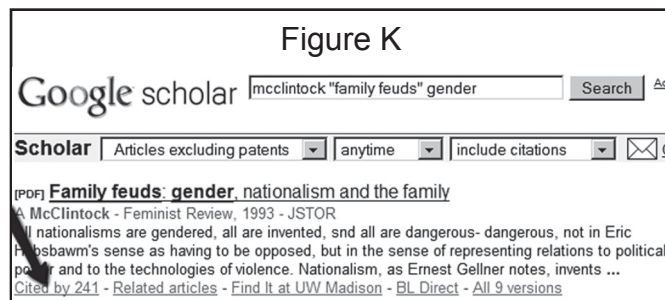 Figure K
Google scholar mcclintock "family feuds" gender Search
Scholar Articles excluding patents anytime include citations
[PDF] Family feuds: gender, nationalism and the family
A McClintock - Feminist Review, 1993 - JSTOR
nationalisms are gendered, all are invented, snd all are dangerous- dangerous, not in Eric
sense as having to be opposed, but in the sense of representing relations to political
and to the technologies of violence. Nationalism, as Ernest Gellner notes, invents ...
Cited by 241 - Related articles - Find It at UW Madison - BL Direct - All 9 versions